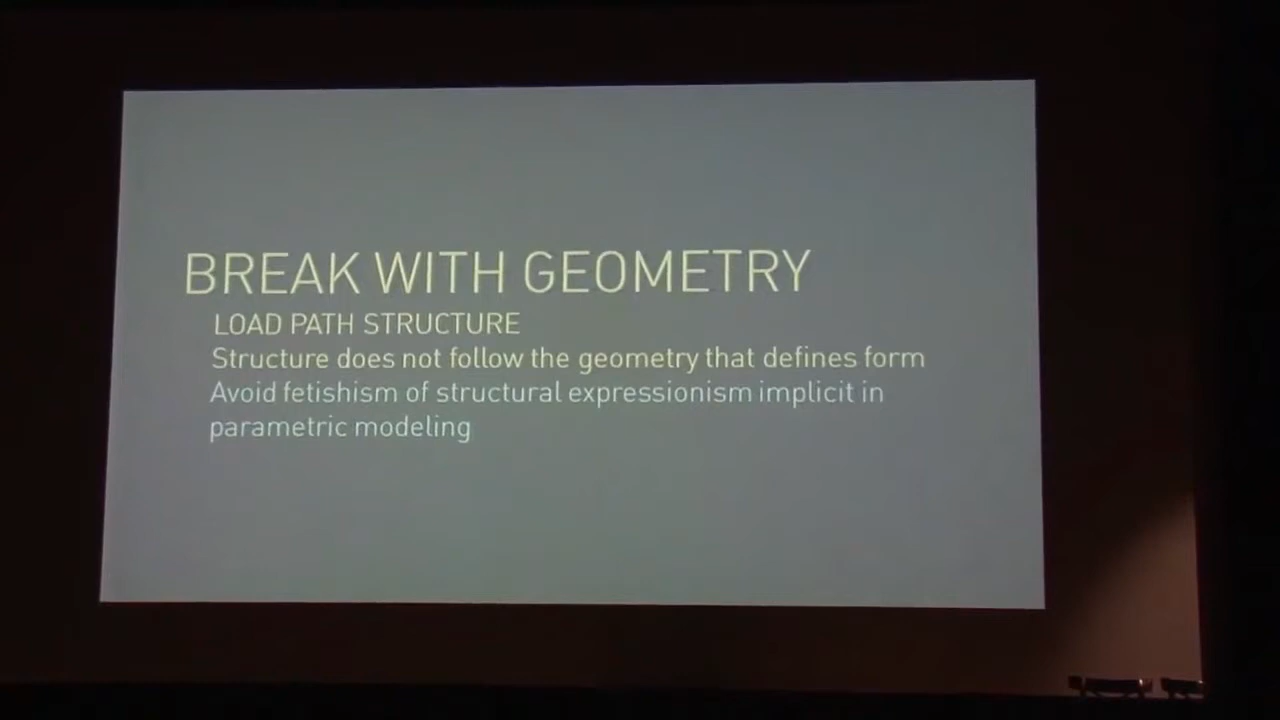 BREAK WITH GEOMETRY
LOAD PATH STRUCTURE
Structure does not follow the geometry that defines form
Avoid fetishism of structural expressionism implicit in
parametric modeling